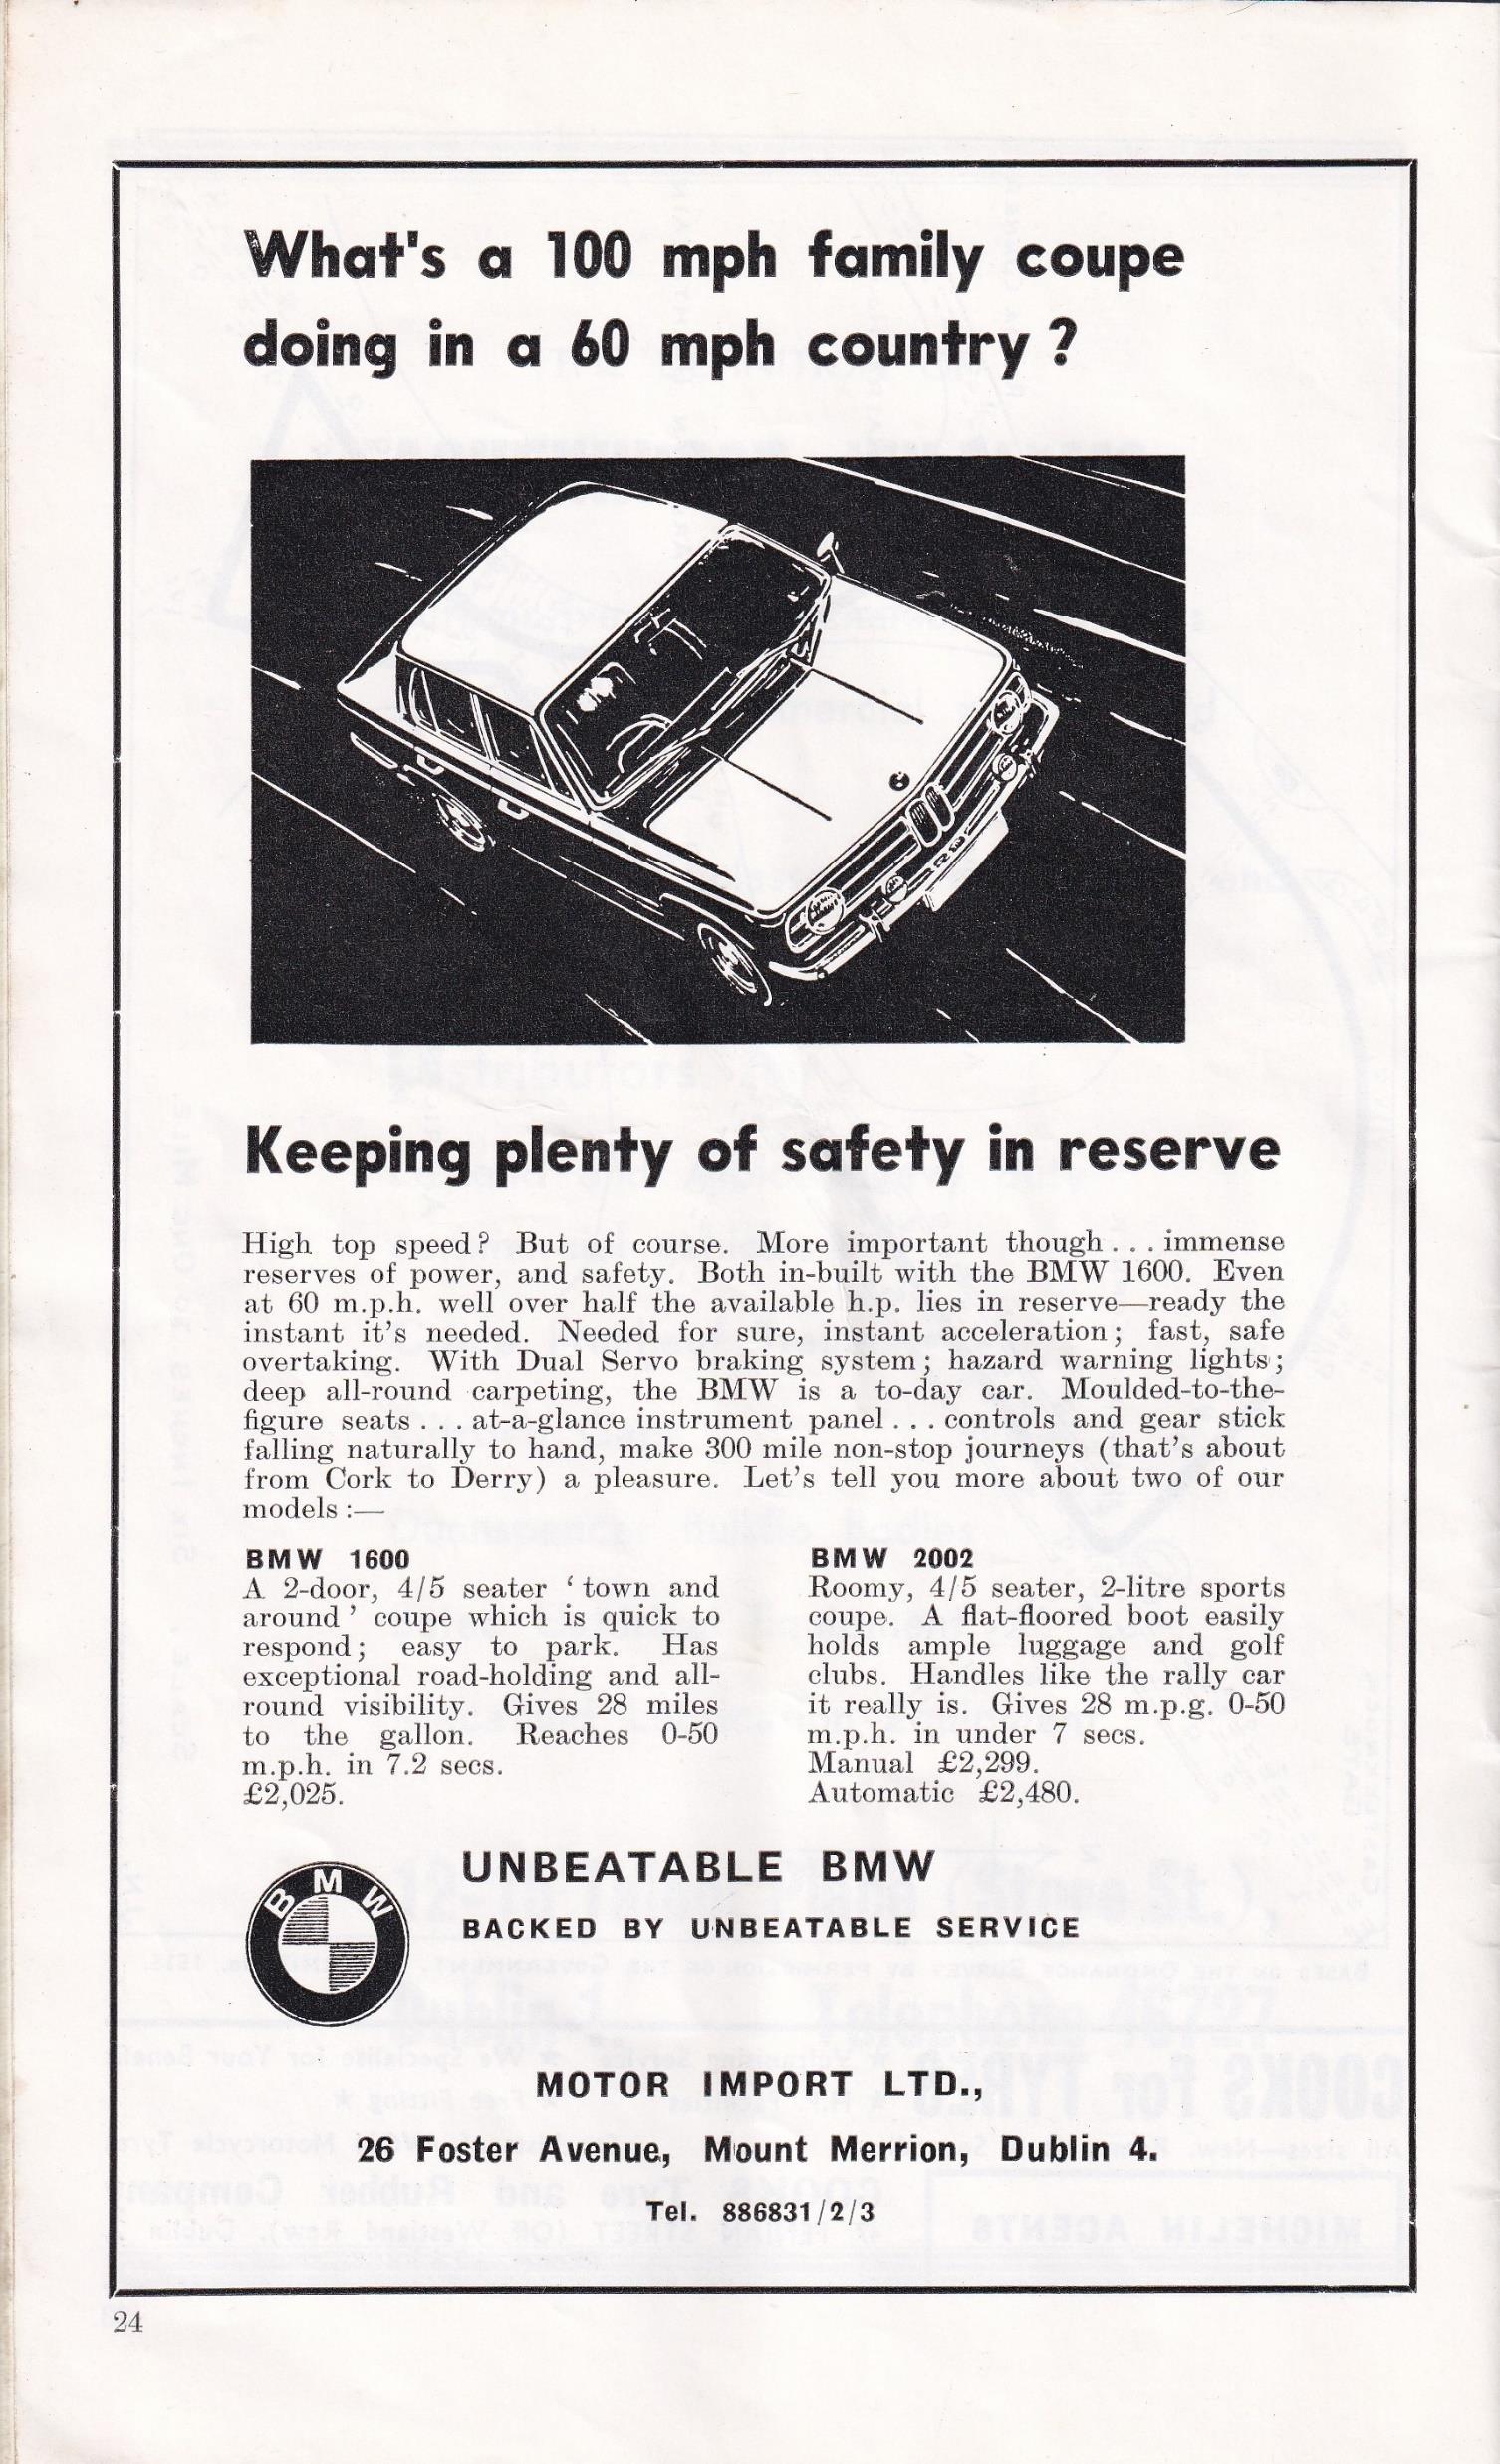 What's a 100 mph family coupe
doing in a 60 mph country ?
Keeping plenty of safety in reserve
High top speed? But of course. More important though . . . immense
reserves of power, and safety. Both in-built with the BMW 1600. Even
at 60 m.p.h. well over half the available h.p. lies in reserve—ready the
instant it's needed. Needed for sure, instant acceleration; fast, safe
overtaking. With Dual Servo braking system; hazard warning lights;
deep all-round carpeting, the BMW is a to-day car. Moulded-to-the-
figure seats . . . at-a-glance instrument panel . . . controls and gear stick
falling naturally to hand, make 300 mile non-stop journeys (that's about
from Cork to Derry) a pleasure. Let's tell you more about two of our
models :—
BMW 1600
A 2-door, 4/5 seater ‘ town and
around ’ coupe which is quick to
respond; easy to park. Has
exceptional road-holding and all-
round visibility. Gives 28 miles
to the gallon. Reaches 0-50
m.p.h. in 7.2 secs.
£2,025.
BMW 2002
Roomy, 4/5 seater, 2-litre sports
coupe. A flat-floored boot easily
holds ample luggage and golf
clubs. Handles like the rally car
it really is. Gives 28 m.p.g. 0-50
m.p.h. in under 7 secs.
Manual £2,299.
Automatic £2,480.
BMW
UNBEATABLE BMW
BACKED BY UNBEATABLE SERVICE
MOTOR IMPORT LTD.,
26 Foster Avenue, Mount Merrion, Dublin 4.
Tel. 886831/2/3
24